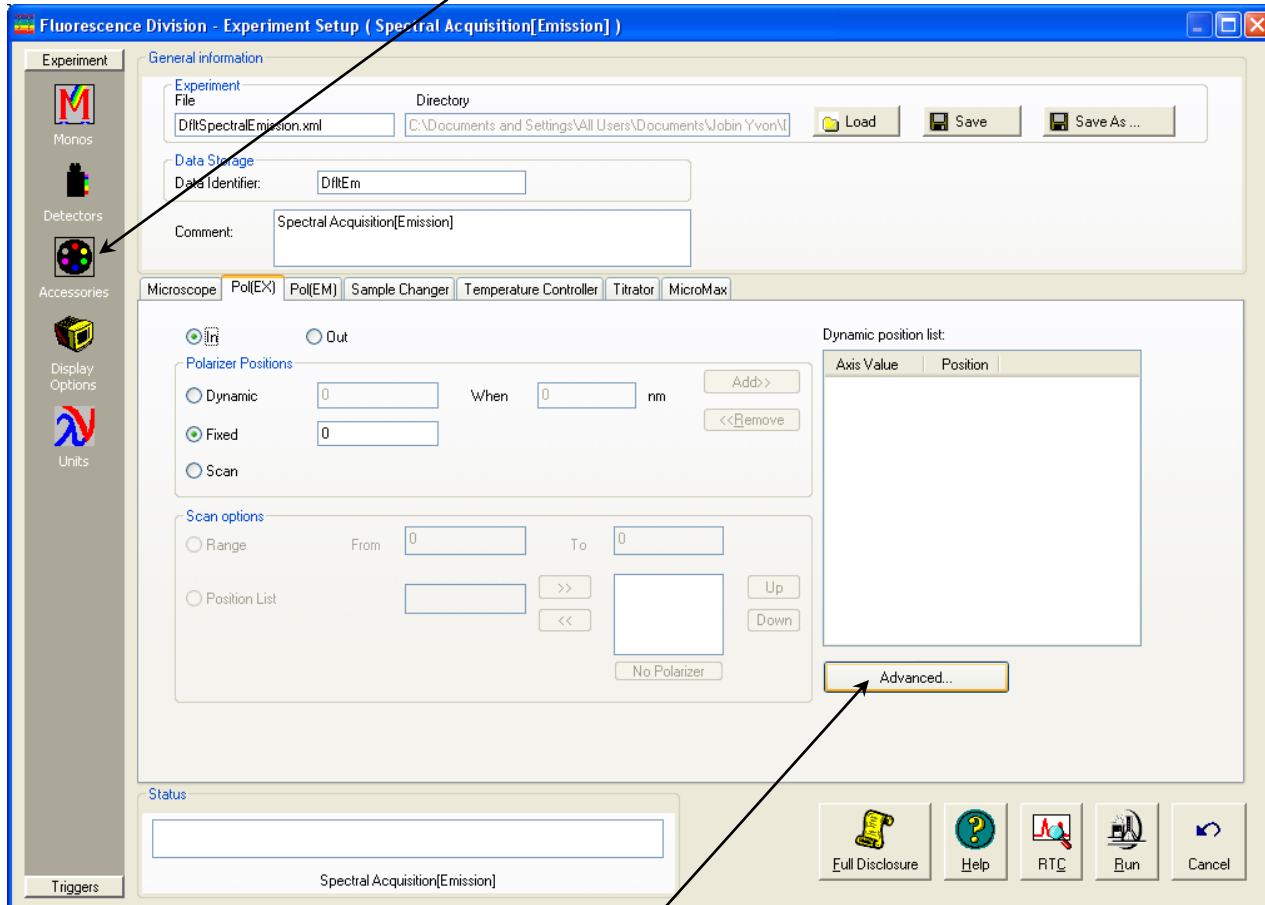 Fluorescence Division - Experiment Setup ( Spectral Acquisition[Emission] )
Experiment
Monos
Detectors
Accessories
Display
Options
Units
Triggers
General information
Experiment
File
Directory
DfltSpectralEmission.xml
C:\Documents and Settings\All Users\Documents\Jobin Yvon\
Load
Save
Save As ...
Data Storage
Data Identifier:
DfltEm
Comment:
Spectral Acquisition[Emission]
Microscope
Pol(EX)
Pol(EM)
Sample Changer
Temperature Controller
Titrator
MicroMax
In
Out
Polarizer Positions
Dynamic
0
When
0
nm
Add>>
<<Remove
Fixed
0
Scan
Scan options
Range
From
0
To
0
Position List
>>
<<
Up
Down
No Polarizer
Dynamic position list:
Axis Value
Position
Advanced...
Status
Spectral Acquisition[Emission]
Full Disclosure
Help
RTC
Run
Cancel